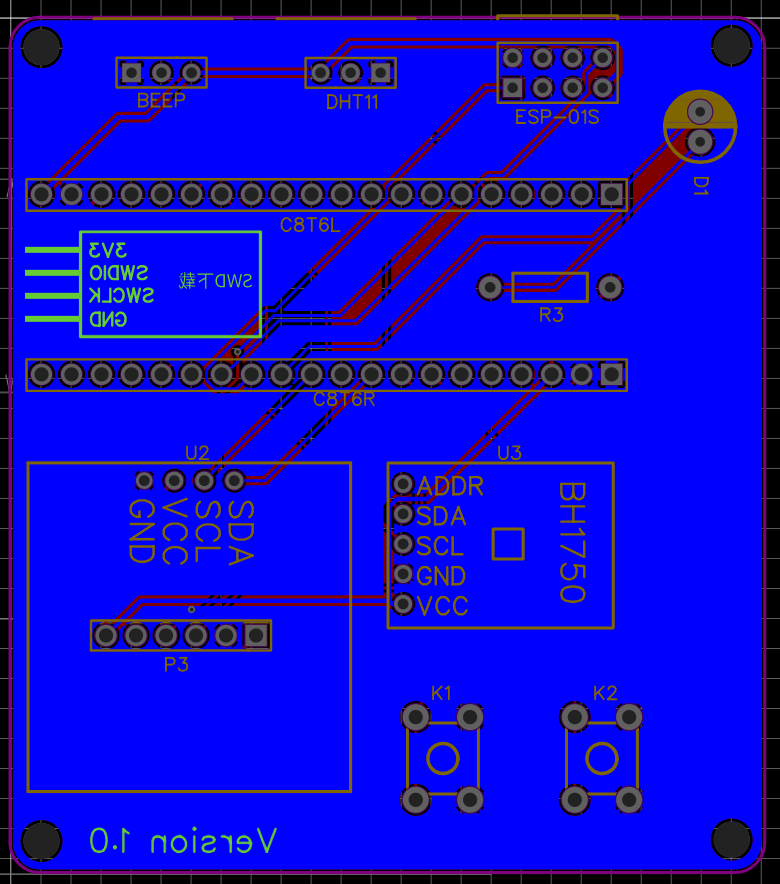 BEEP
DHT11
ESP-01S
D1
C8T6L
3V3
SWDIO
SWCLK
GND
SWD下载
R3
C8T6R
U2
GND
VCC
SCL
SDA
U3
ADDR
SDA
SCL
GND
VCC
BH1750
P3
K1
K2
Version 1.0